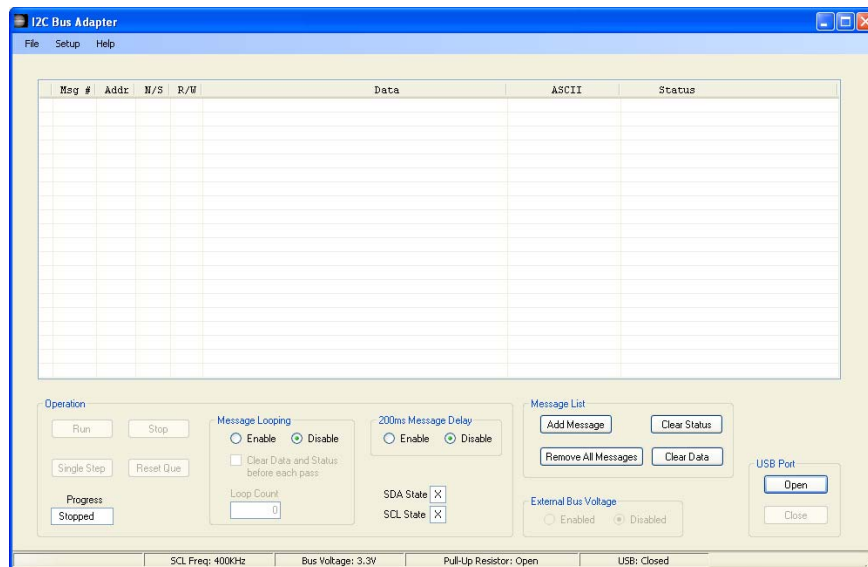 I2C Bus Adapter
File Setup Help
Msg # Addr N/S R/W Data ASCII Status
Operation
Run Stop
Single Step Reset Que
Progress
Stopped
Message Looping
Enable Disable
Clear Data and Status
before each pass
Loop Count
0
200ms Message Delay
Enable Disable
SDA State X
SCL State X
Message List
Add Message Clear Status
Remove All Messages Clear Data
External Bus Voltage
Enabled Disabled
USB Port
Open
Close
SCL Freq: 400KHz Bus Voltage: 3.3V Pull-Up Resistor: Open USB: Closed